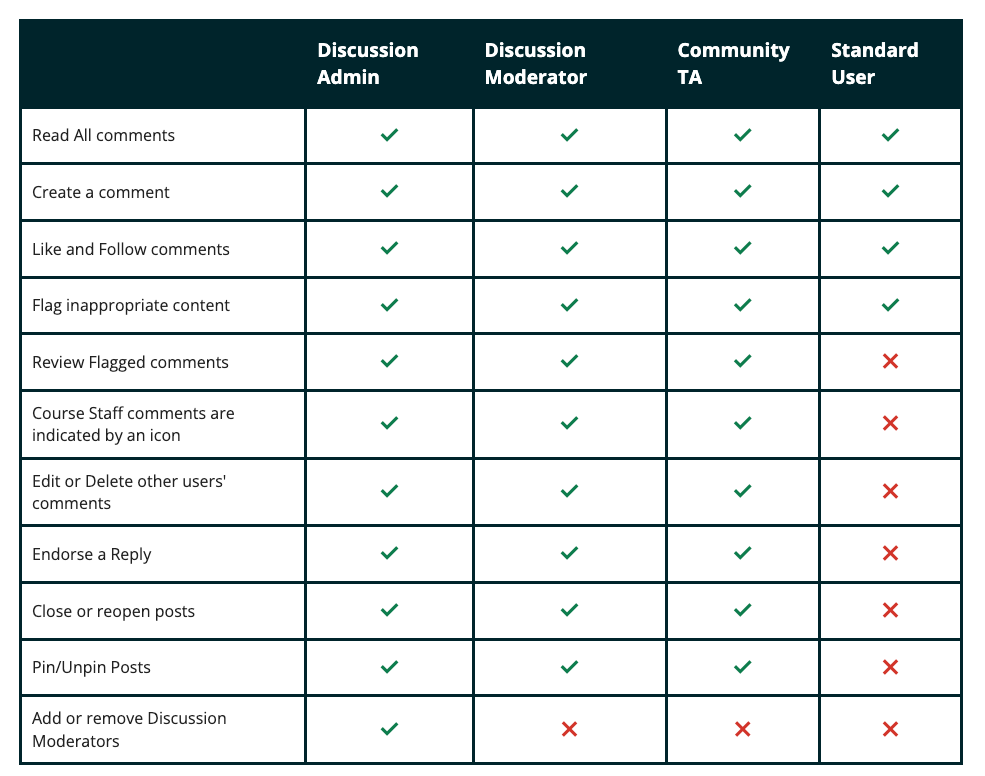 Discussion Admin
Discussion Moderator
Community TA
Standard User
Read All comments
Create a comment
Like and Follow comments
Flag inappropriate content
Review Flagged comments
Course Staff comments are
indicated by an icon
Edit or Delete other users'
comments
Endorse a Reply
Close or reopen posts
Pin/Unpin Posts
Add or remove Discussion
Moderators